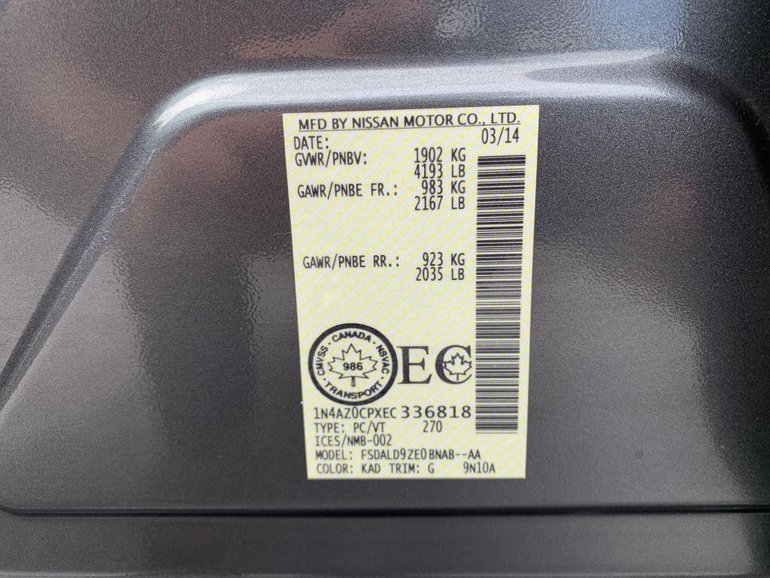 MFD BY NISSAN MOTOR CO., LTD.
DATE: 03/14
GVWR/PNBV: 1902 KG
4193 LB
GAWR/PNBE FR.: 983 KG
2167 LB
GAWR/PNBE RR.: 923 KG
2035 LB
CMVSS · CANADA · NSVAC
986
TRANSPORT
EC
1N4AZ0CPXEC336818
TYPE: PC/VT 270
ICES/NMB-002
MODEL: FSDALD9ZE0BNAB--AA
COLOR: KAD TRIM: G 9N10A